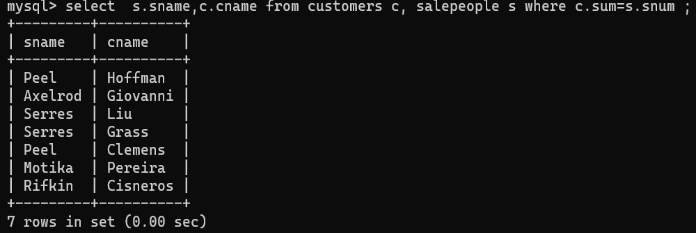 mysql> select  s.sname,c.cname from customers c, salepeople s where c.sum=s.snum ;
+---------+----------+
| sname   | cname    |
+---------+----------+
| Peel    | Hoffman  |
| Axelrod | Giovanni |
| Serres  | Liu      |
| Serres  | Grass    |
| Peel    | Clemens  |
| Motika  | Pereira  |
| Rifkin  | Cisneros |
+---------+----------+
7 rows in set (0.00 sec)